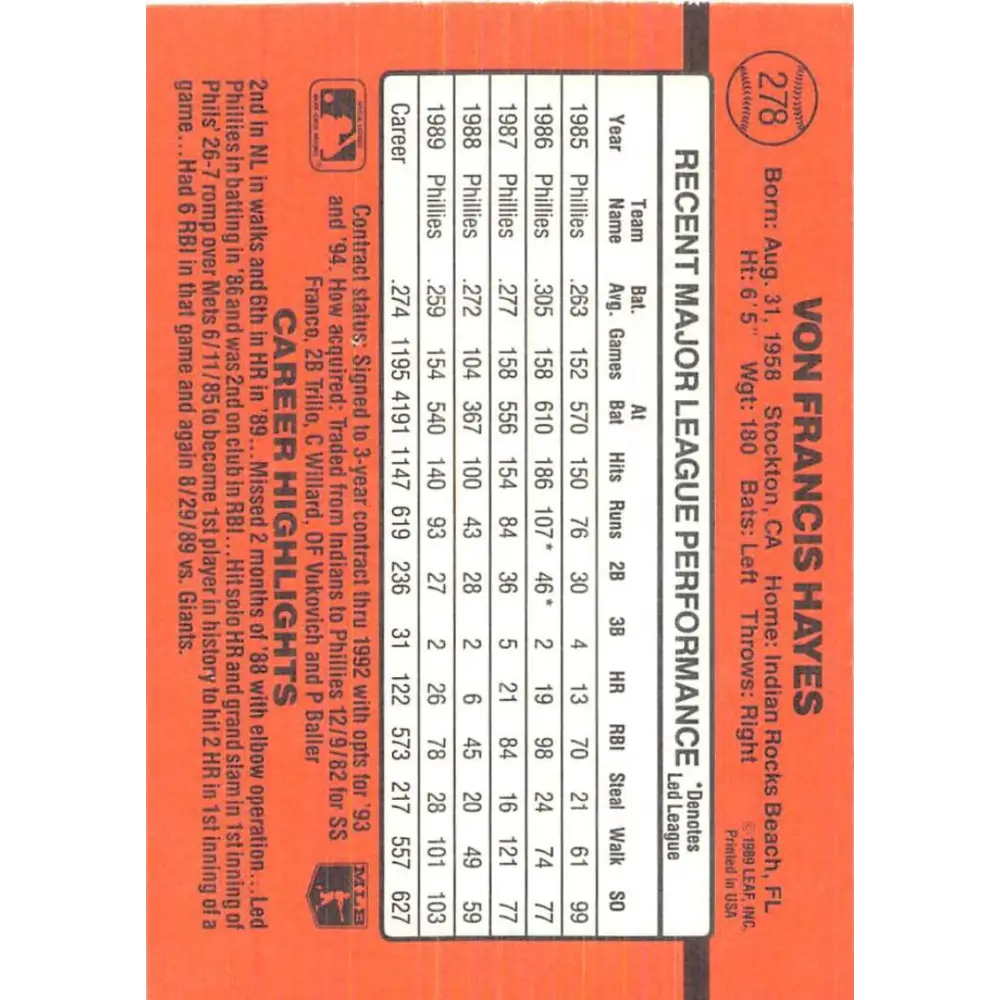 278
VON FRANCIS HAYES
Born: Aug. 31, 1958 Stockton, CA Home: Indian Rocks Beach, FL
Ht: 6'5" Wgt: 180 Bats: Left Throws: Right
© 1989 LEAF, INC.
Printed in USA
RECENT MAJOR LEAGUE PERFORMANCE *Denotes Led League
Year Team Name Bat. Avg. Games At Bat Hits Runs 2B 3B HR RBI Steal Walk SO
1985 Phillies .263 152 570 150 76 30 4 13 70 21 61 99
1986 Phillies .305 158 610 186 107* 46* 2 19 98 24 74 77
1987 Phillies .277 158 556 154 84 36 5 21 84 16 121 77
1988 Phillies .272 104 367 100 43 28 2 6 45 20 49 59
1989 Phillies .259 154 540 140 93 27 2 26 78 28 101 103
Career .274 1195 4191 1147 619 236 31 122 573 217 557 627
Contract status: Signed to 3-year contract thru 1992 with opts for '93
and '94. How acquired: Traded from Indians to Phillies 12/9/82 for SS
Franco, 2B Trillo, C Willard, OF Vukovich and P Baller
MLB
CAREER HIGHLIGHTS
2nd in NL in walks and 6th in HR in '89...Missed 2 months of '88 with elbow operation...Led
Phillies in batting in '86 and was 2nd on club in RBI...Hit solo HR and grand slam in 1st inning of
Phils' 26-7 romp over Mets 6/11/85 to become 1st player in history to hit 2 HR in 1st inning of a
game...Had 6 RBI in that game and again 8/29/89 vs. Giants.